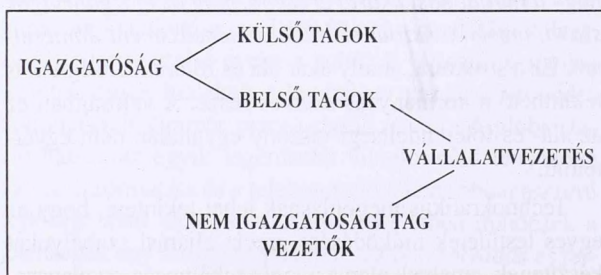 KÜLSŐ TAGOK
IGAZGATÓSÁG
BELSŐ TAGOK
VÁLLALATVEZETÉS
NEM IGAZGATÓSÁGI TAG
VEZETŐK